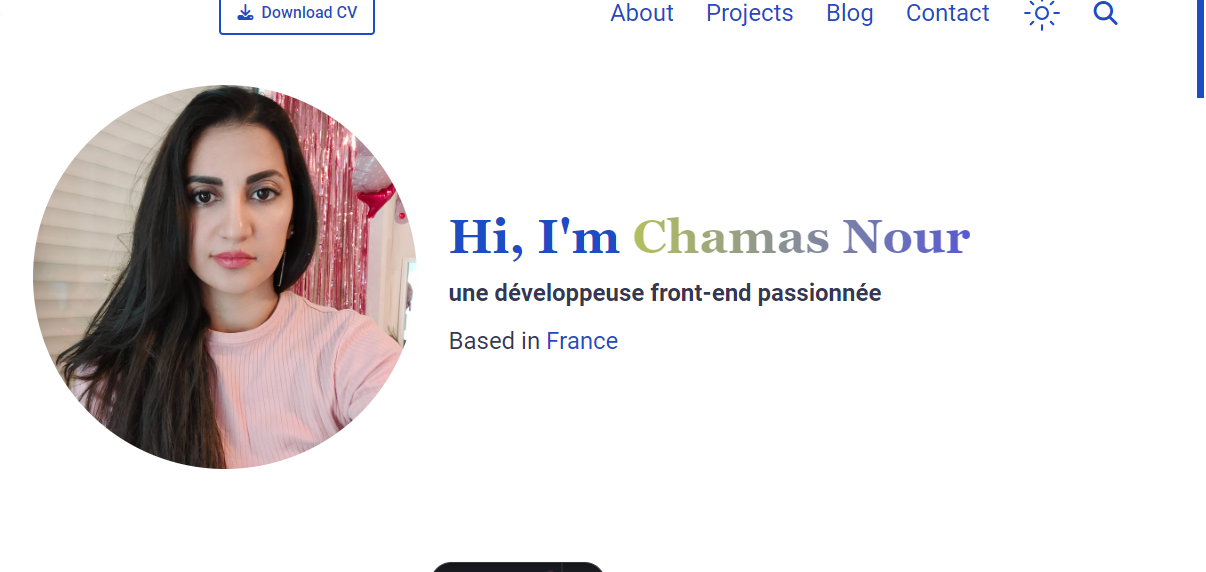 Download CV
About Projects Blog Contact
Hi, I'm Chamas Nour
une développeuse front-end passionnée
Based in France